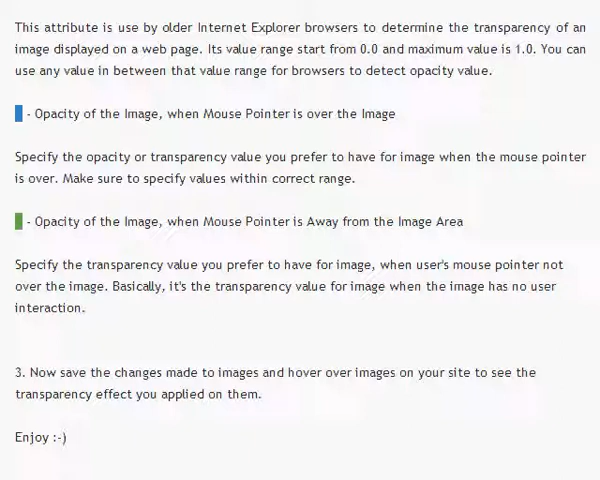 This attribute is use by older Internet Explorer browsers to determine the transparency of an
image displayed on a web page. Its value range start from 0.0 and maximum value is 1.0. You can
use any value in between that value range for browsers to detect opacity value.
- Opacity of the Image, when Mouse Pointer is over the Image
Specify the opacity or transparency value you prefer to have for image when the mouse pointer
is over. Make sure to specify values within correct range.
- Opacity of the Image, when Mouse Pointer is Away from the Image Area
Specify the transparency value you prefer to have for image, when user's mouse pointer not
over the image. Basically, it's the transparency value for image when the image has no user
interaction.
3. Now save the changes made to images and hover over images on your site to see the
transparency effect you applied on them.
Enjoy :-)